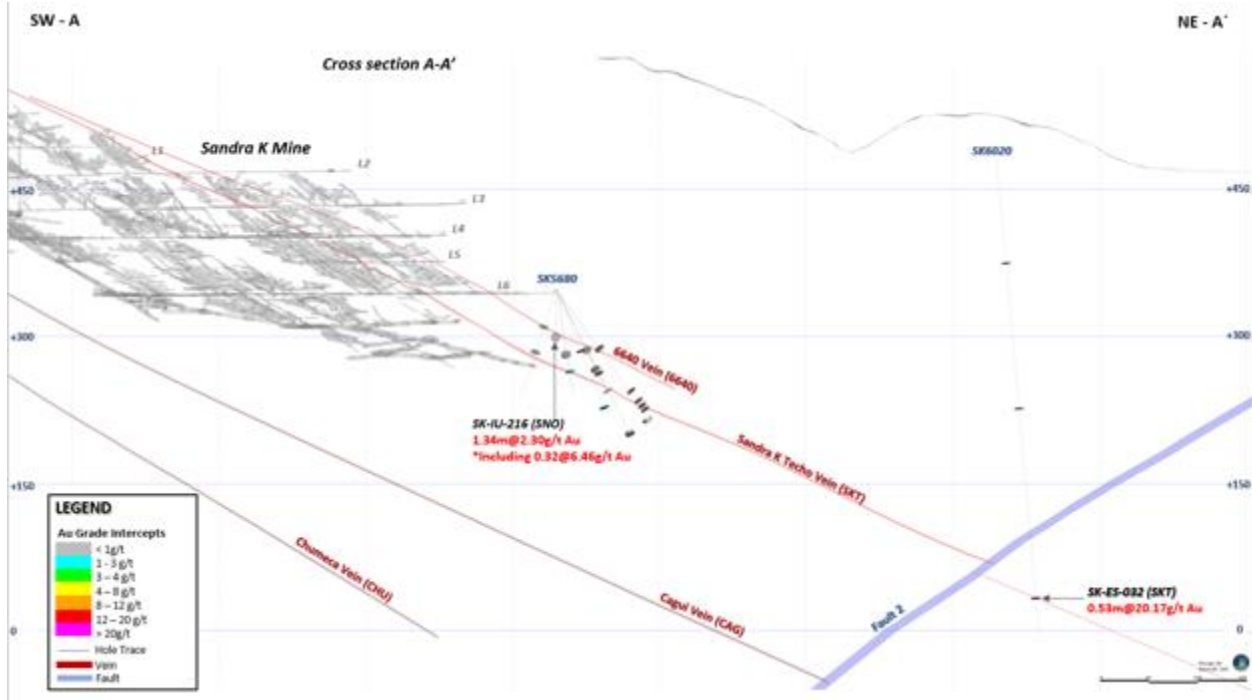 SW - A
NE - A'
Cross section A-A'
Sandra K Mine
L1
L2
L3
L4
L5
L6
SK6020
SK5680
+450
+450
+300
+300
+150
+150
0
0
6640 Vein (6640)
SK-IU-216 (SNO)
1.34m@2.30g/t Au
*Including 0.32@6.46g/t Au
Sandra K Techo Vein (SKT)
Chumeca Vein (CHU)
Cagui Vein (CAG)
Fault 2
SK-ES-032 (SKT)
0.53m@20.17g/t Au
LEGEND
Au Grade Intercepts
< 1g/t
1 - 3 g/t
3 – 4 g/t
4 – 8 g/t
8 – 12 g/t
12 – 20 g/t
> 20g/t
Hole Trace
Vein
Fault